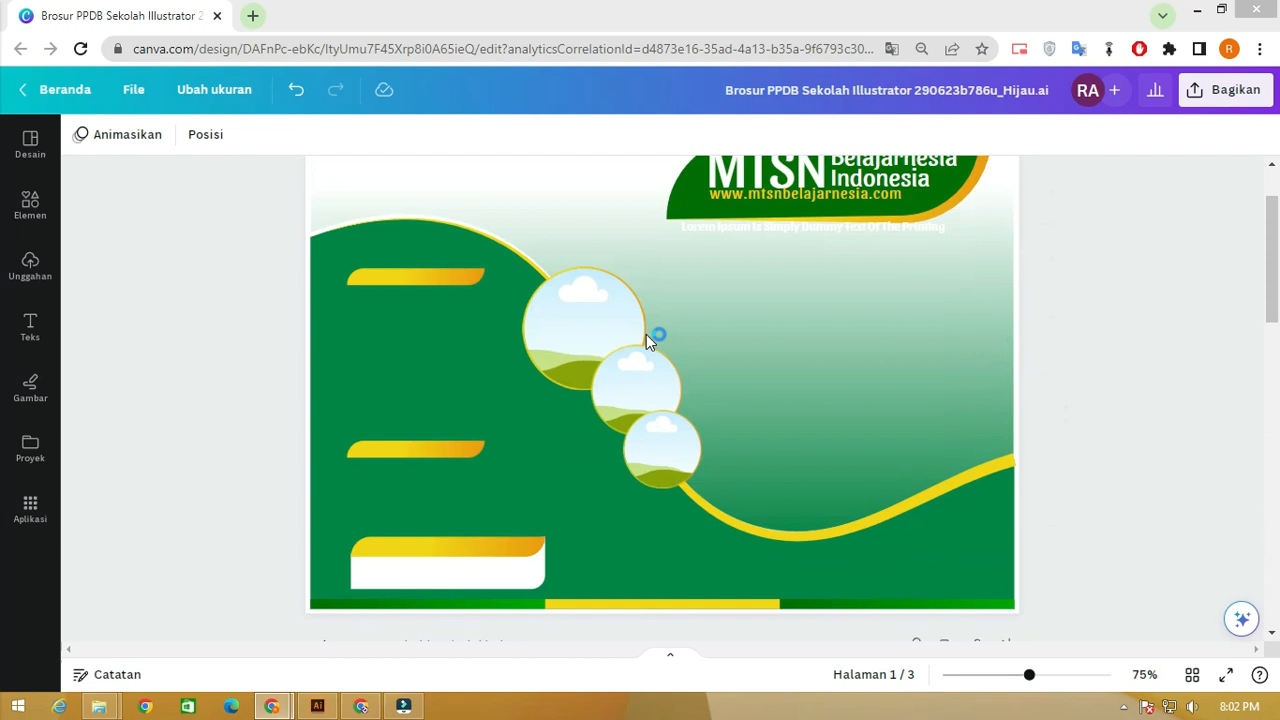 Brosur PPDB Sekolah Illustrator 2
canva.com/design/DAFnPc-ebKc/ItyUmu7F45Xrp8i0A65ieQ/edit?analyticsCorrelationId=d4873e16-359d-4a13-b35a-9f6793c30...
R
Beranda
File
Ubah ukuran
Brosur PPDB Sekolah Illustrator 290623b786u_Hijau.ai
RA
Bagikan
Animasikan
Posisi
Desain
Elemen
Unggahan
Teks
Gambar
Proyek
Aplikasi
MTSN
Belajarnesia
Indonesia
www.mtsnbelajarnesia.com
Lorem Ipsum Is Simply Dummy Text Of The Printing
Catatan
Halaman 1 / 3
75%
Ai
8:02 PM